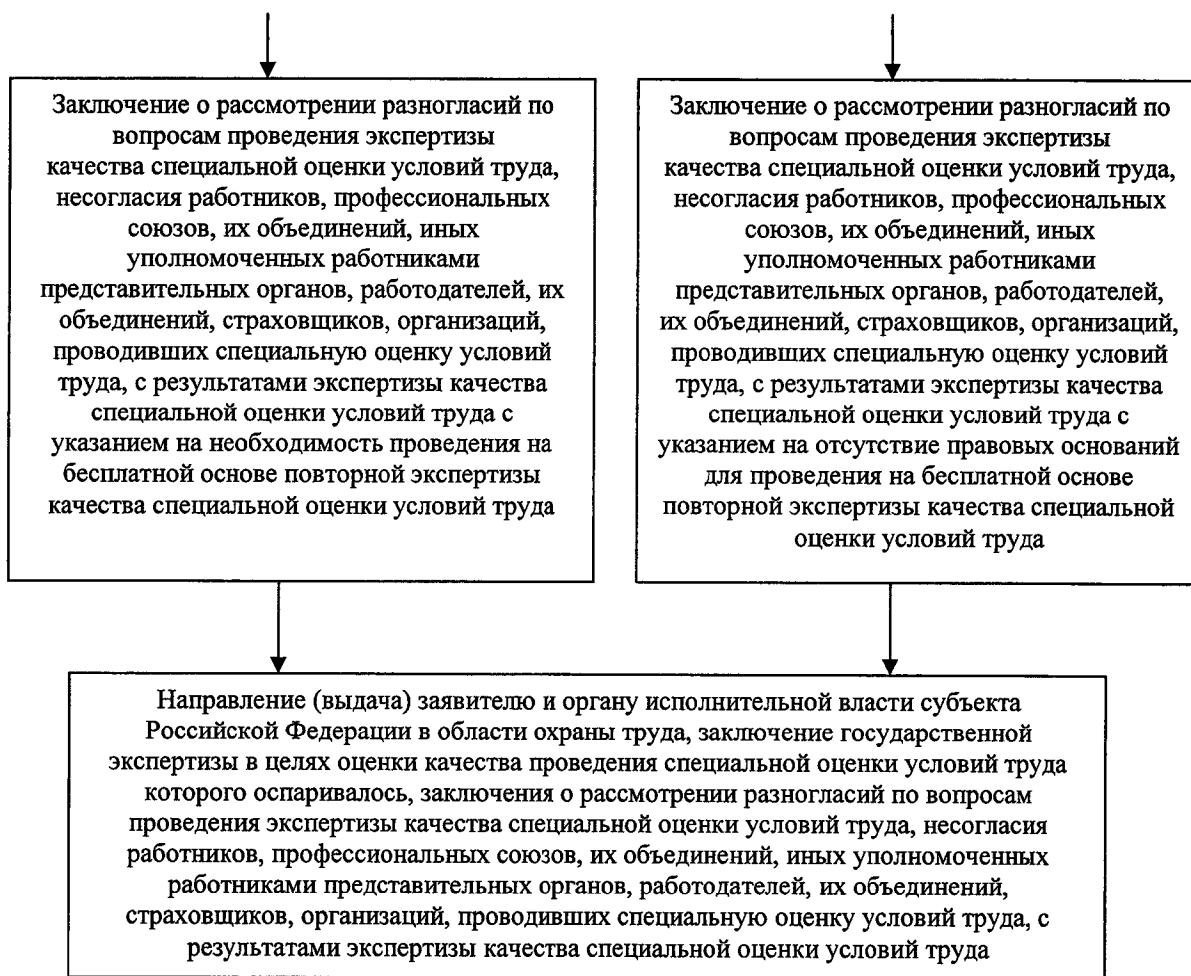 Заключение о рассмотрении разногласий по
вопросам проведения экспертизы
качества специальной оценки условий труда,
несогласия работников, профессиональных
союзов, их объединений, иных
уполномоченных работниками
представительных органов, работодателей, их
объединений, страховщиков, организаций,
проводивших специальную оценку условий
труда, с результатами экспертизы качества
специальной оценки условий труда с
указанием на необходимость проведения на
бесплатной основе повторной экспертизы
качества специальной оценки условий труда
Заключение о рассмотрении разногласий по
вопросам проведения экспертизы
качества специальной оценки условий труда,
несогласия работников, профессиональных
союзов, их объединений, иных
уполномоченных работниками
представительных органов, работодателей,
их объединений, страховщиков, организаций,
проводивших специальную оценку условий
труда, с результатами экспертизы качества
специальной оценки условий труда с
указанием на отсутствие правовых оснований
для проведения на бесплатной основе
повторной экспертизы качества специальной
оценки условий труда
Направление (выдача) заявителю и органу исполнительной власти субъекта
Российской Федерации в области охраны труда, заключение государственной
экспертизы в целях оценки качества проведения специальной оценки условий труда
которого оспаривалось, заключения о рассмотрении разногласий по вопросам
проведения экспертизы качества специальной оценки условий труда, несогласия
работников, профессиональных союзов, их объединений, иных уполномоченных
работниками представительных органов, работодателей, их объединений,
страховщиков, организаций, проводивших специальную оценку условий труда, с
результатами экспертизы качества специальной оценки условий труда